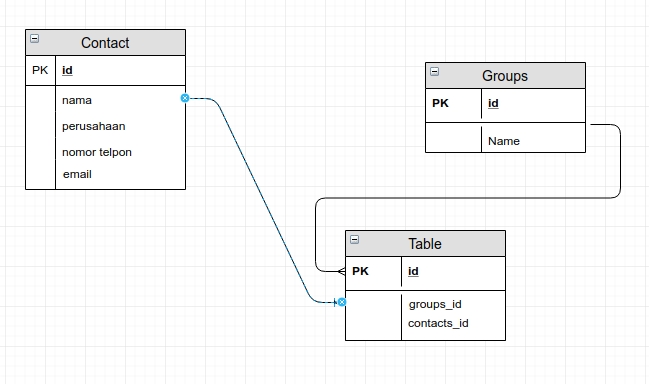 Contact
PK id
nama
perusahaan
nomor telpon
email
Groups
PK id
Name
Table
PK id
groups_id
contacts_id